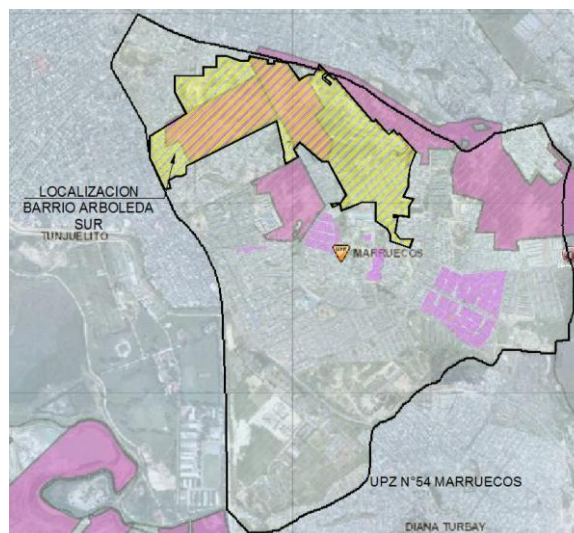 LOCALIZACION
BARRIO ARBOLEDA
SUR
TUNJUELITO
MARRUECOS
UPZ N°54 MARRUECOS
DIANA TURBAY